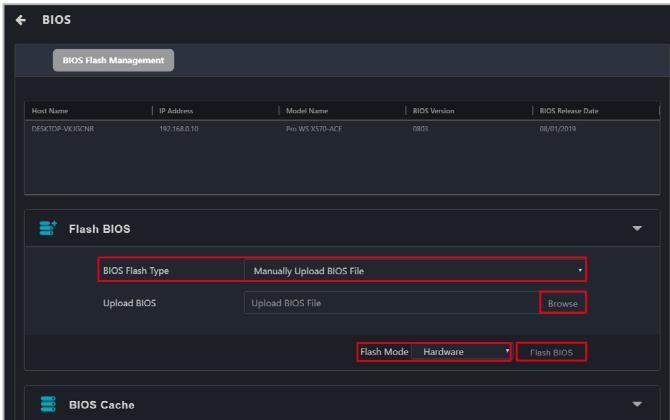 BIOS
BIOS Flash Management
Host Name IP Address Model Name BIOS Version BIOS Release Date
DESKTOP-VKJGCNR 192.168.0.10 Pro WS X570-ACE 0803 08/01/2019
Flash BIOS
BIOS Flash Type Manually Upload BIOS File
Upload BIOS Upload BIOS File Browse
Flash Mode Hardware Flash BIOS
BIOS Cache